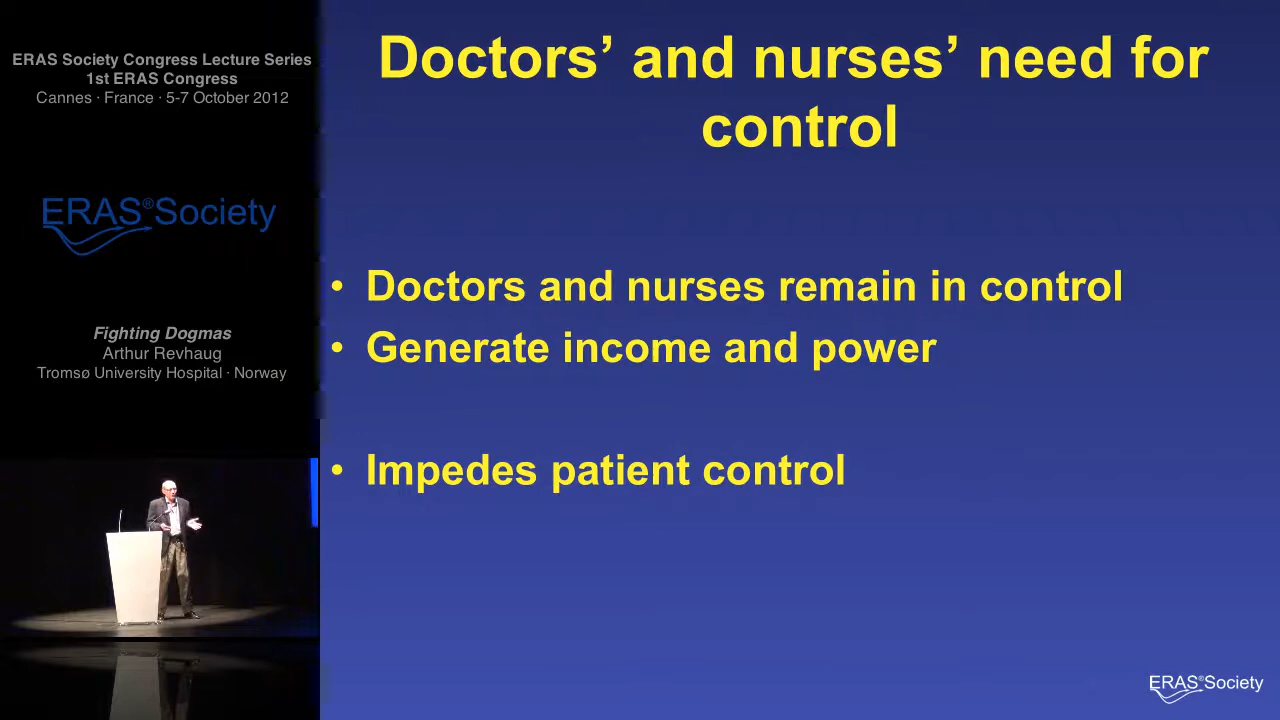 ERAS Society Congress Lecture Series
1st ERAS Congress
Cannes · France · 5-7 October 2012
ERAS®Society
Fighting Dogmas
Arthur Revhaug
Tromsø University Hospital · Norway
Doctors’ and nurses’ need for
control
• Doctors and nurses remain in control
• Generate income and power
• Impedes patient control
ERAS®Society